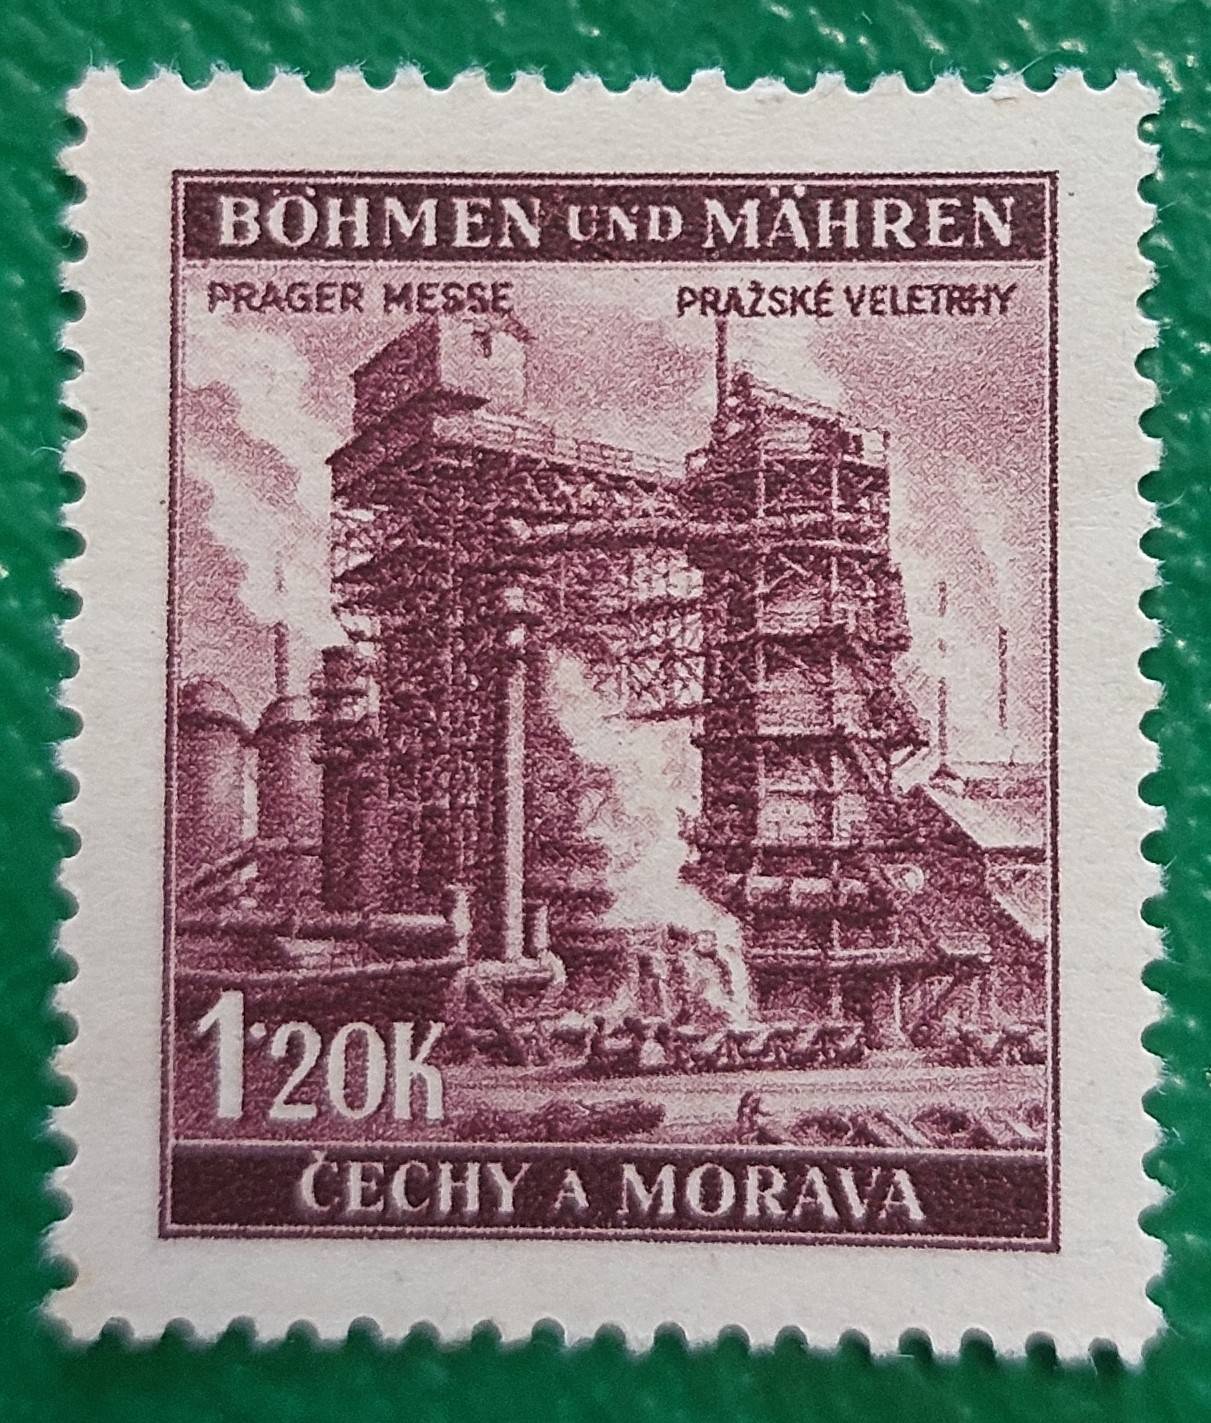 BÖHMEN UND MÄHREN
PRAGER MESSE PRAŽSKÉ VELETRHY
1·20K
ČECHY A MORAVA